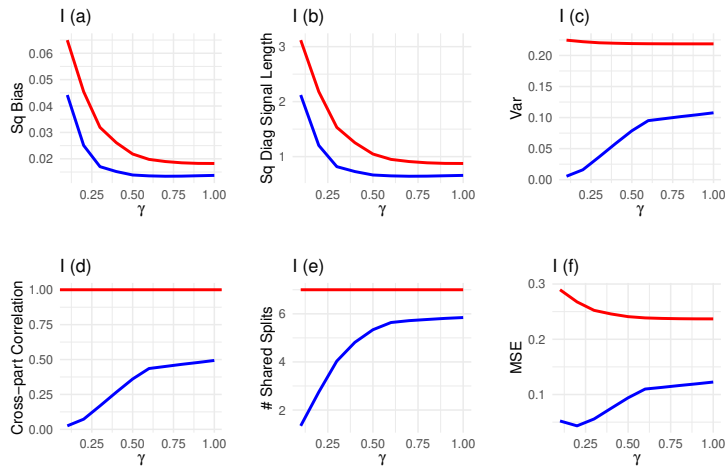 I (a)
I (b)
I (c)
Sq Bias
0.06
0.05
0.04
0.03
0.02
0.25 0.50 0.75 1.00
γ
Sq Diag Signal Length
3
2
1
0.25 0.50 0.75 1.00
γ
Var
0.20
0.15
0.10
0.05
0.00
0.25 0.50 0.75 1.00
γ
I (d)
I (e)
I (f)
Cross−part Correlation
1.00
0.75
0.50
0.25
0.00
0.25 0.50 0.75 1.00
γ
# Shared Splits
6
4
2
0.25 0.50 0.75 1.00
γ
MSE
0.3
0.2
0.1
0.25 0.50 0.75 1.00
γ